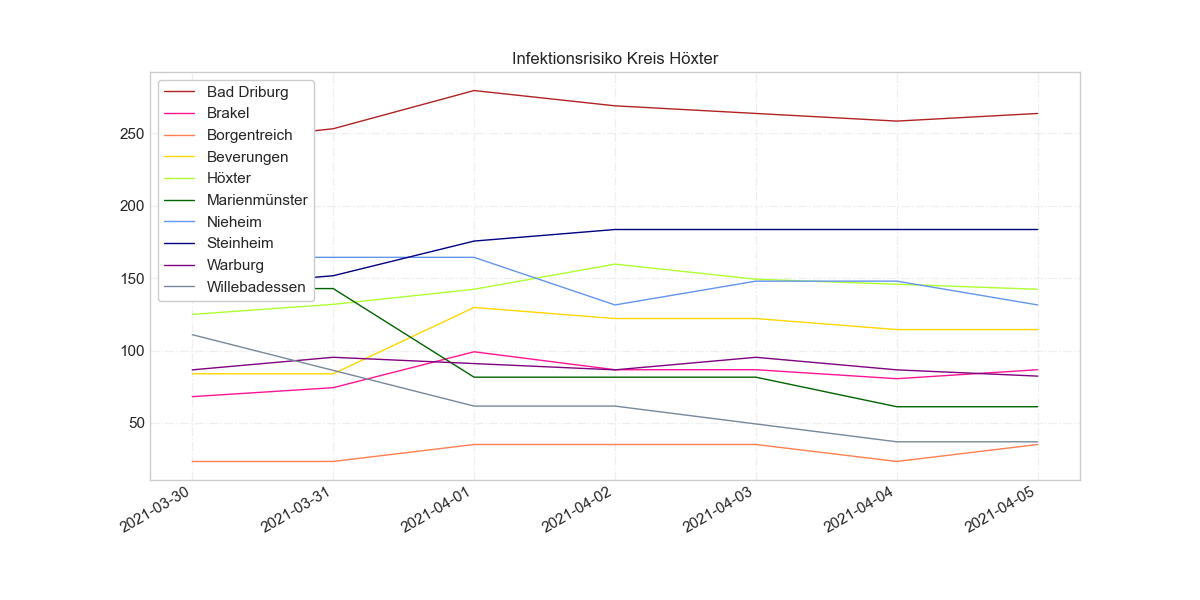 Infektionsrisiko Kreis Höxter
Bad Driburg
Brakel
Borgentreich
Beverungen
Höxter
Marienmünster
Nieheim
Steinheim
Warburg
Willebadessen
250
200
150
100
50
2021-03-30
2021-03-31
2021-04-01
2021-04-02
2021-04-03
2021-04-04
2021-04-05